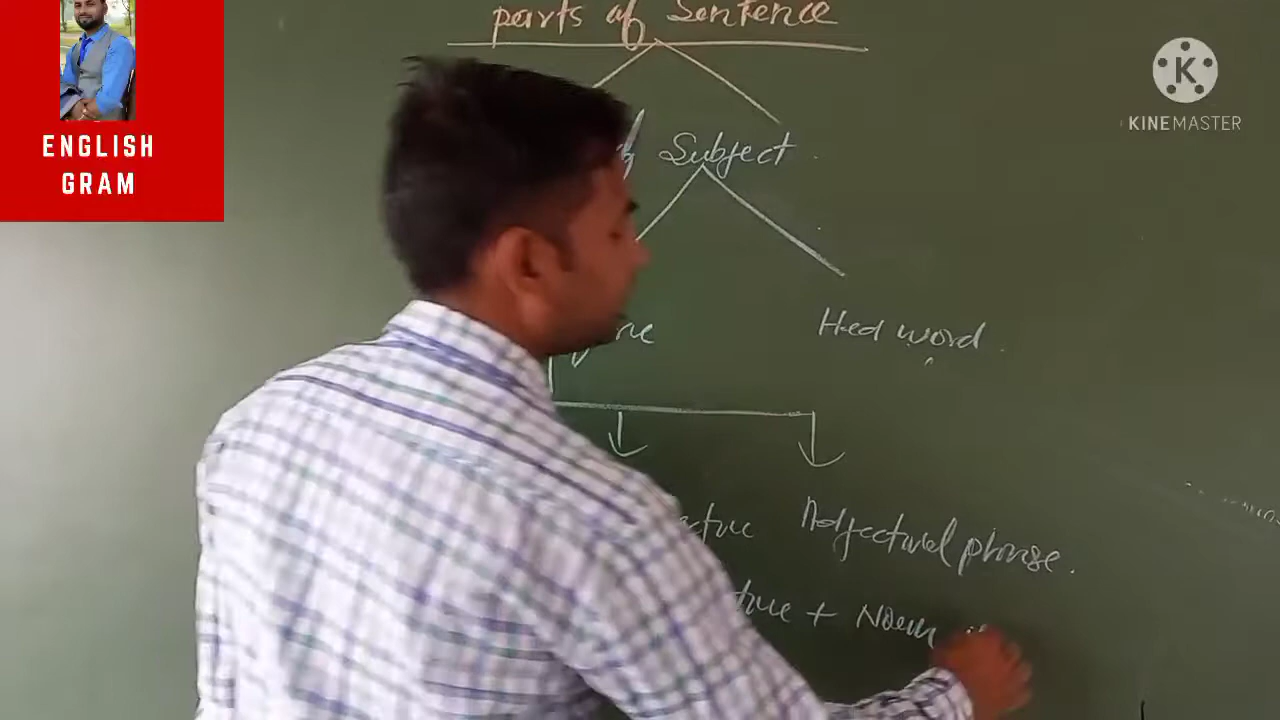 parts of Sentence
ENGLISH
GRAM
KINEMASTER
Subject
Hed word.
Adjectival phrase.
+ Noun